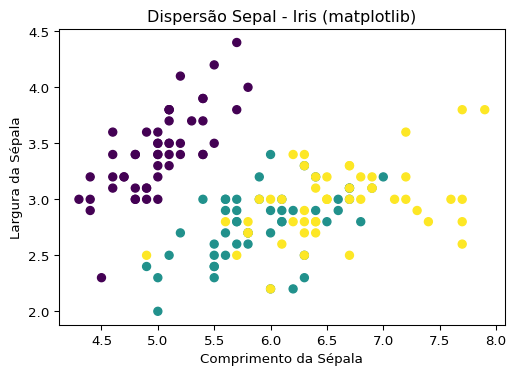 Dispersão Sepal - Iris (matplotlib)
4.5
4.0
3.5
3.0
2.5
2.0
Largura da Sépala
4.5 5.0 5.5 6.0 6.5 7.0 7.5 8.0
Comprimento da Sépala